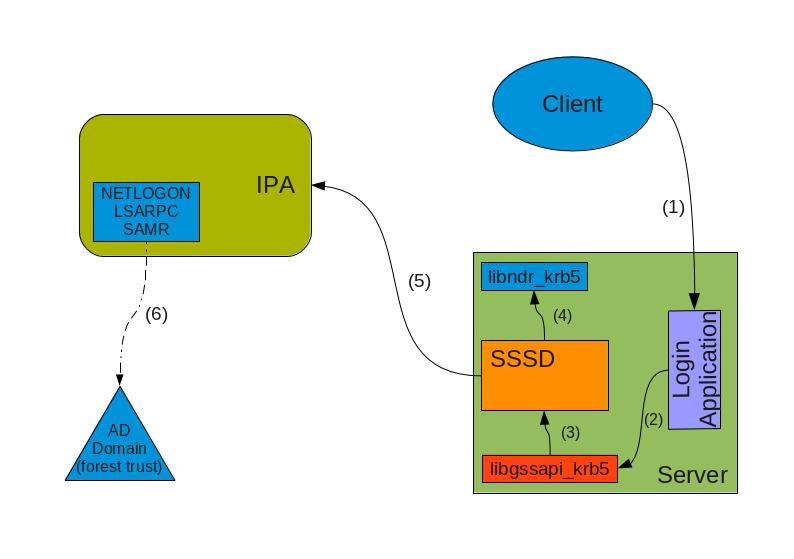 Client
NETLOGON
LSARPC
SAMR
IPA
(1)
libndr_krb5
(5)
(4)
(6)
SSSD
Login
Application
(2)
(3)
AD
Domain
(forest trust)
libgssapi_krb5
Server